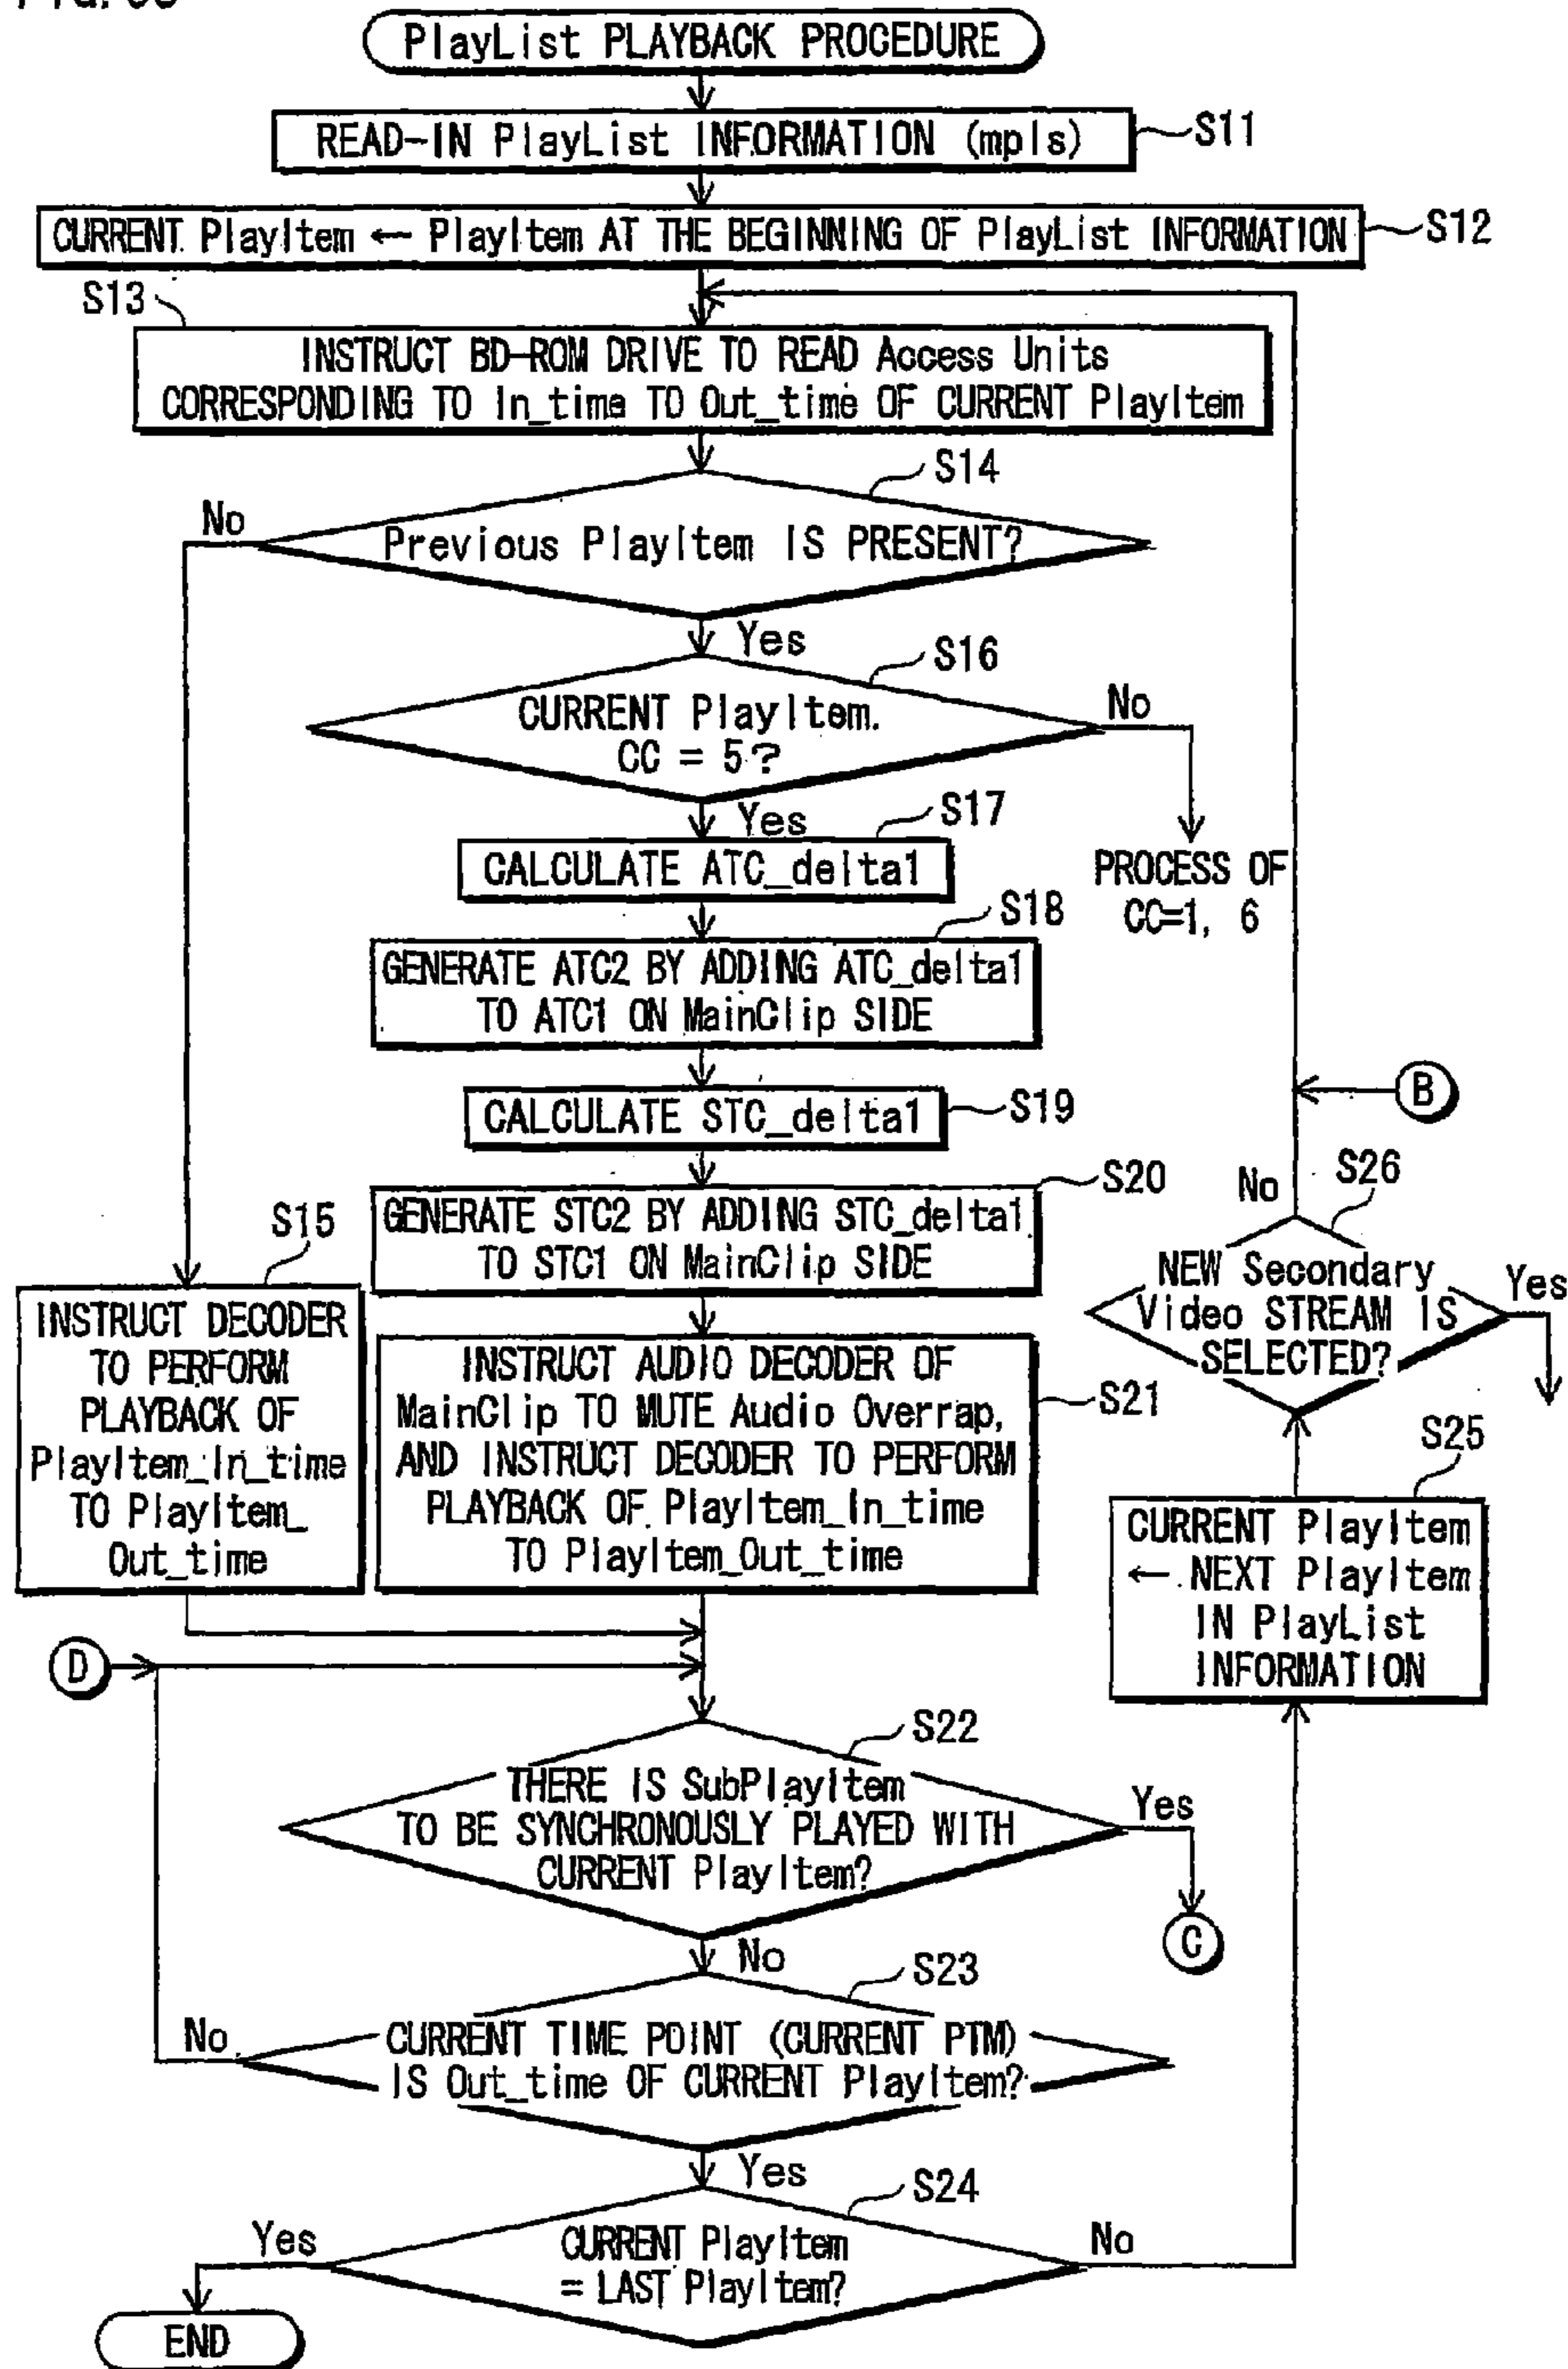 PlayList PLAYBACK PROCEDURE
READ-IN PlayList INFORMATION (mpls)
S11
CURRENT PlayItem ← PlayItem AT THE BEGINNING OF PlayList INFORMATION
S12
S13
INSTRUCT BD-ROM DRIVE TO READ Access Units
CORRESPONDING TO In_time TO Out_time OF CURRENT PlayItem
S14
No
Previous PlayItem IS PRESENT?
Yes
S16
CURRENT PlayItem.
CC = 5?
No
Yes
S17
CALCULATE ATC_delta1
PROCESS OF
CC=1, 6
S18
GENERATE ATC2 BY ADDING ATC_delta1
TO ATC1 ON MainClip SIDE
B
CALCULATE STC_delta1
S19
S20
GENERATE STC2 BY ADDING STC_delta1
TO STC1 ON MainClip SIDE
No
S26
NEW Secondary
Video STREAM IS
SELECTED?
Yes
S15
INSTRUCT DECODER
TO PERFORM
PLAYBACK OF
PlayItem_In_time
TO PlayItem_
Out_time
INSTRUCT AUDIO DECODER OF
MainClip TO MUTE Audio Overrap,
AND INSTRUCT DECODER TO PERFORM
PLAYBACK OF PlayItem_In_time
TO PlayItem_Out_time
S21
S25
CURRENT PlayItem
← NEXT PlayItem
IN PlayList
INFORMATION
D
S22
THERE IS SubPlayItem
TO BE SYNCHRONOUSLY PLAYED WITH
CURRENT PlayItem?
Yes
C
No
S23
No
CURRENT TIME POINT (CURRENT PTM)
IS Out_time OF CURRENT PlayItem?
Yes
S24
Yes
CURRENT PlayItem
= LAST PlayItem?
No
END